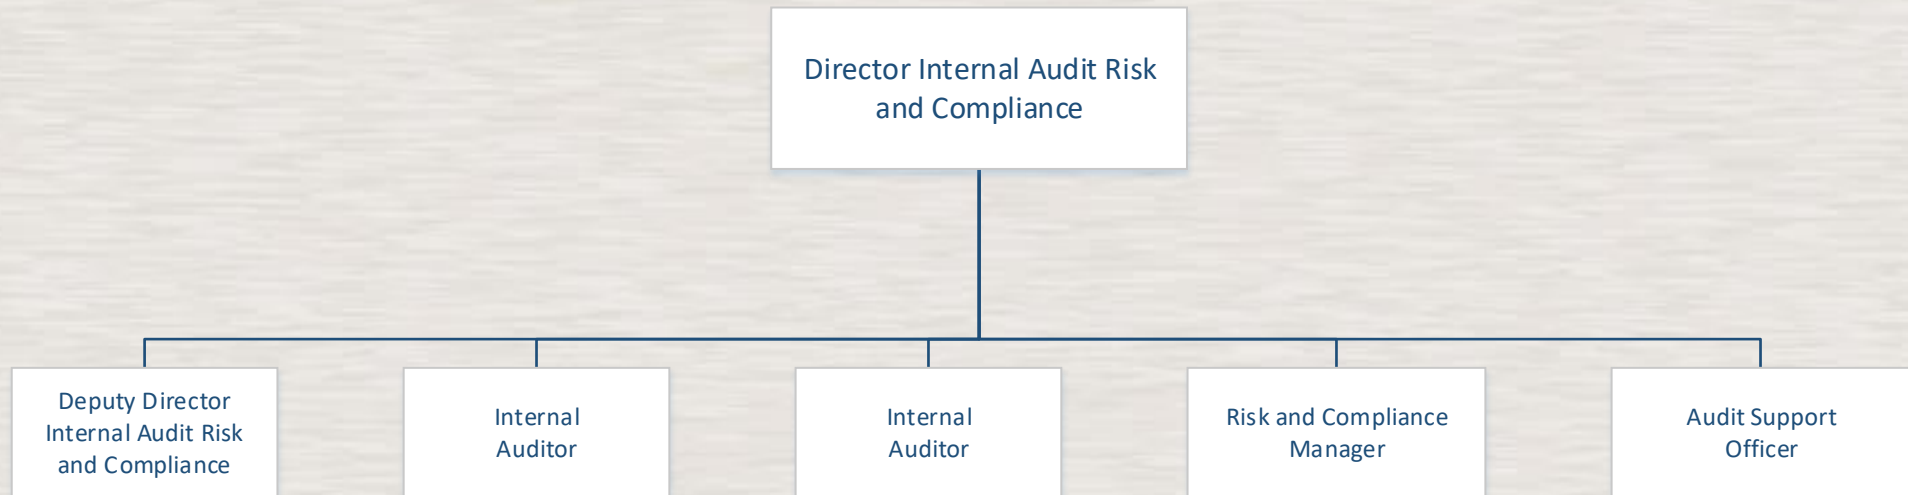 Director Internal Audit Risk
and Compliance
Deputy Director
Internal Audit Risk
and Compliance
Internal
Auditor
Internal
Auditor
Risk and Compliance
Manager
Audit Support
Officer